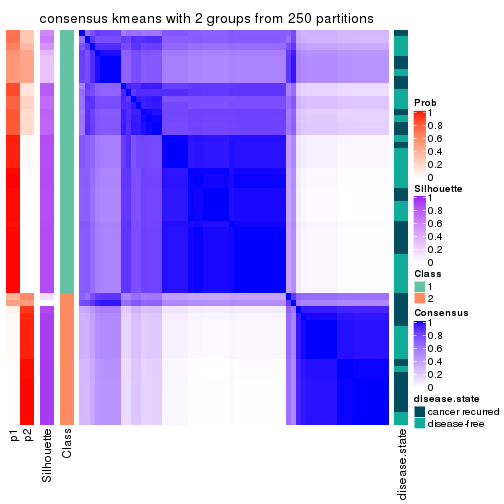 consensus kmeans with 2 groups from 250 partitions
Prob
1
0.8
0.6
0.4
0.2
0
Silhouette
1
0.8
0.6
0.4
0.2
0
Class
1
2
Consensus
1
0.8
0.6
0.4
0.2
0
disease.state
cancer recurred
disease-free
p1
p2
Silhouette
Class
disease.state